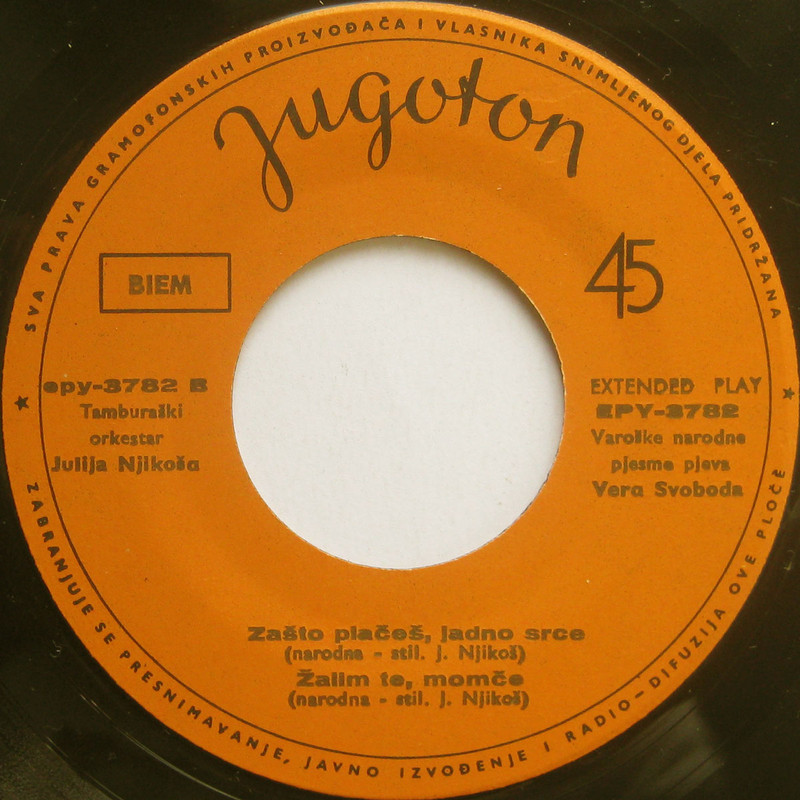 SVA PRAVA GRAMOFONSKIH PROIZVOĐAČA I VLASNIKA SNIMLJENOG DJELA PRIDRŽANA
Jugoton
BIEM
45
epy-3782 B
Tamburaški
orkestar
Julija Njikoša
EXTENDED PLAY
EPY-3782
Varoške narodne
pjesme pjeva
Vera Svoboda
Zašto plačeš, jadno srce
(narodna - stil. J. Njikoš)
Žalim te, momče
(narodna - stil. J. Njikoš)
ZABRANJUJE SE PRESNIMAVANJE, JAVNO IZVOĐENJE I RADIO-DIFUZIJA OVE PLOČE